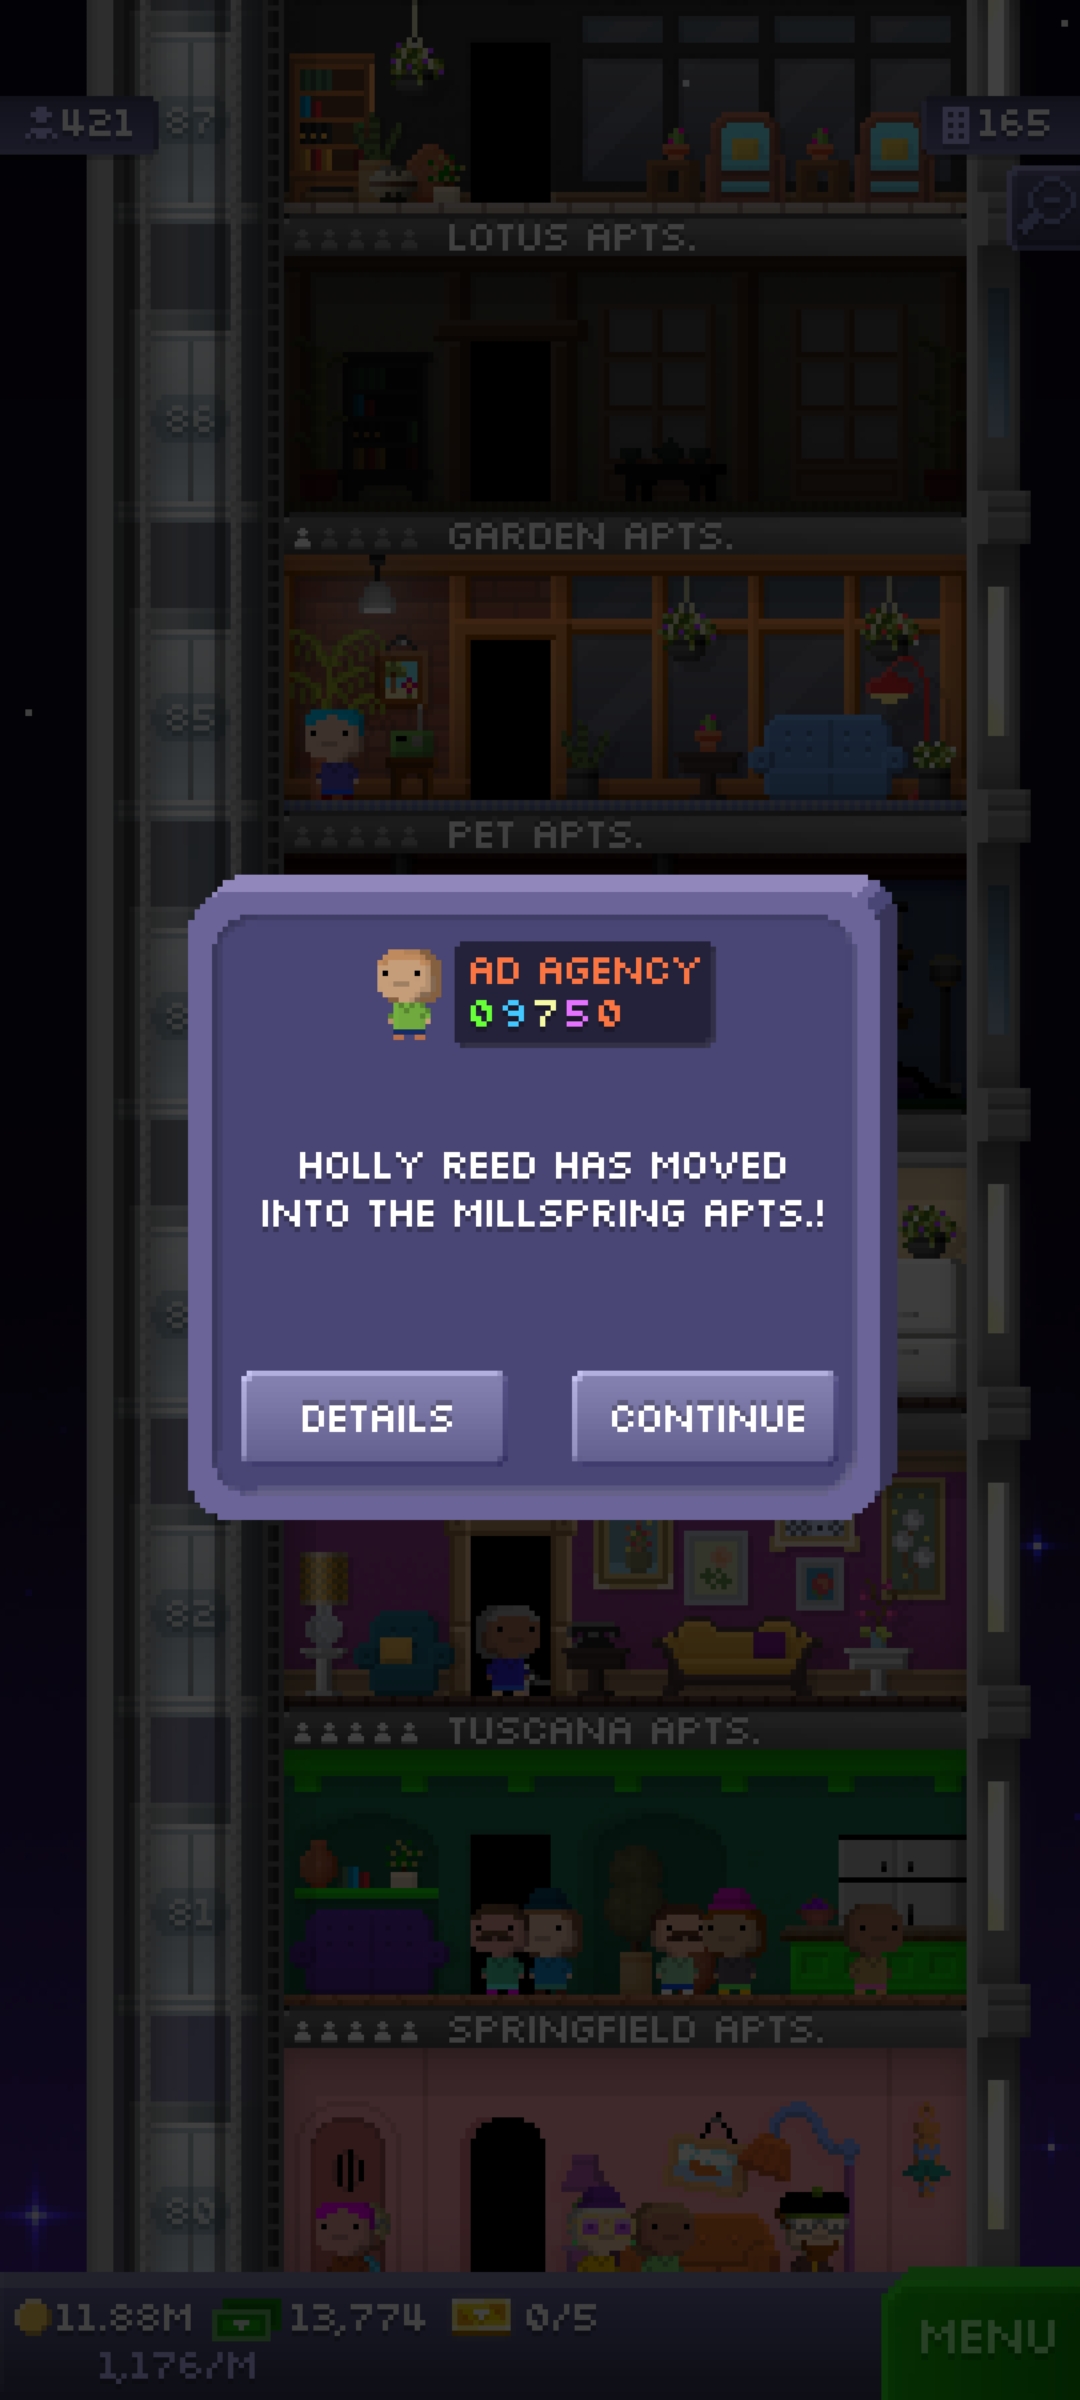 421
87
165
LOTUS APTS.
86
GARDEN APTS.
85
PET APTS.
AD AGENCY
09750
HOLLY REED HAS MOVED
INTO THE MILLSPRING APTS.!
DETAILS
CONTINUE
82
TUSCANA APTS.
81
SPRINGFIELD APTS.
80
11.88M
13,774
0/5
1,176/M
MENU